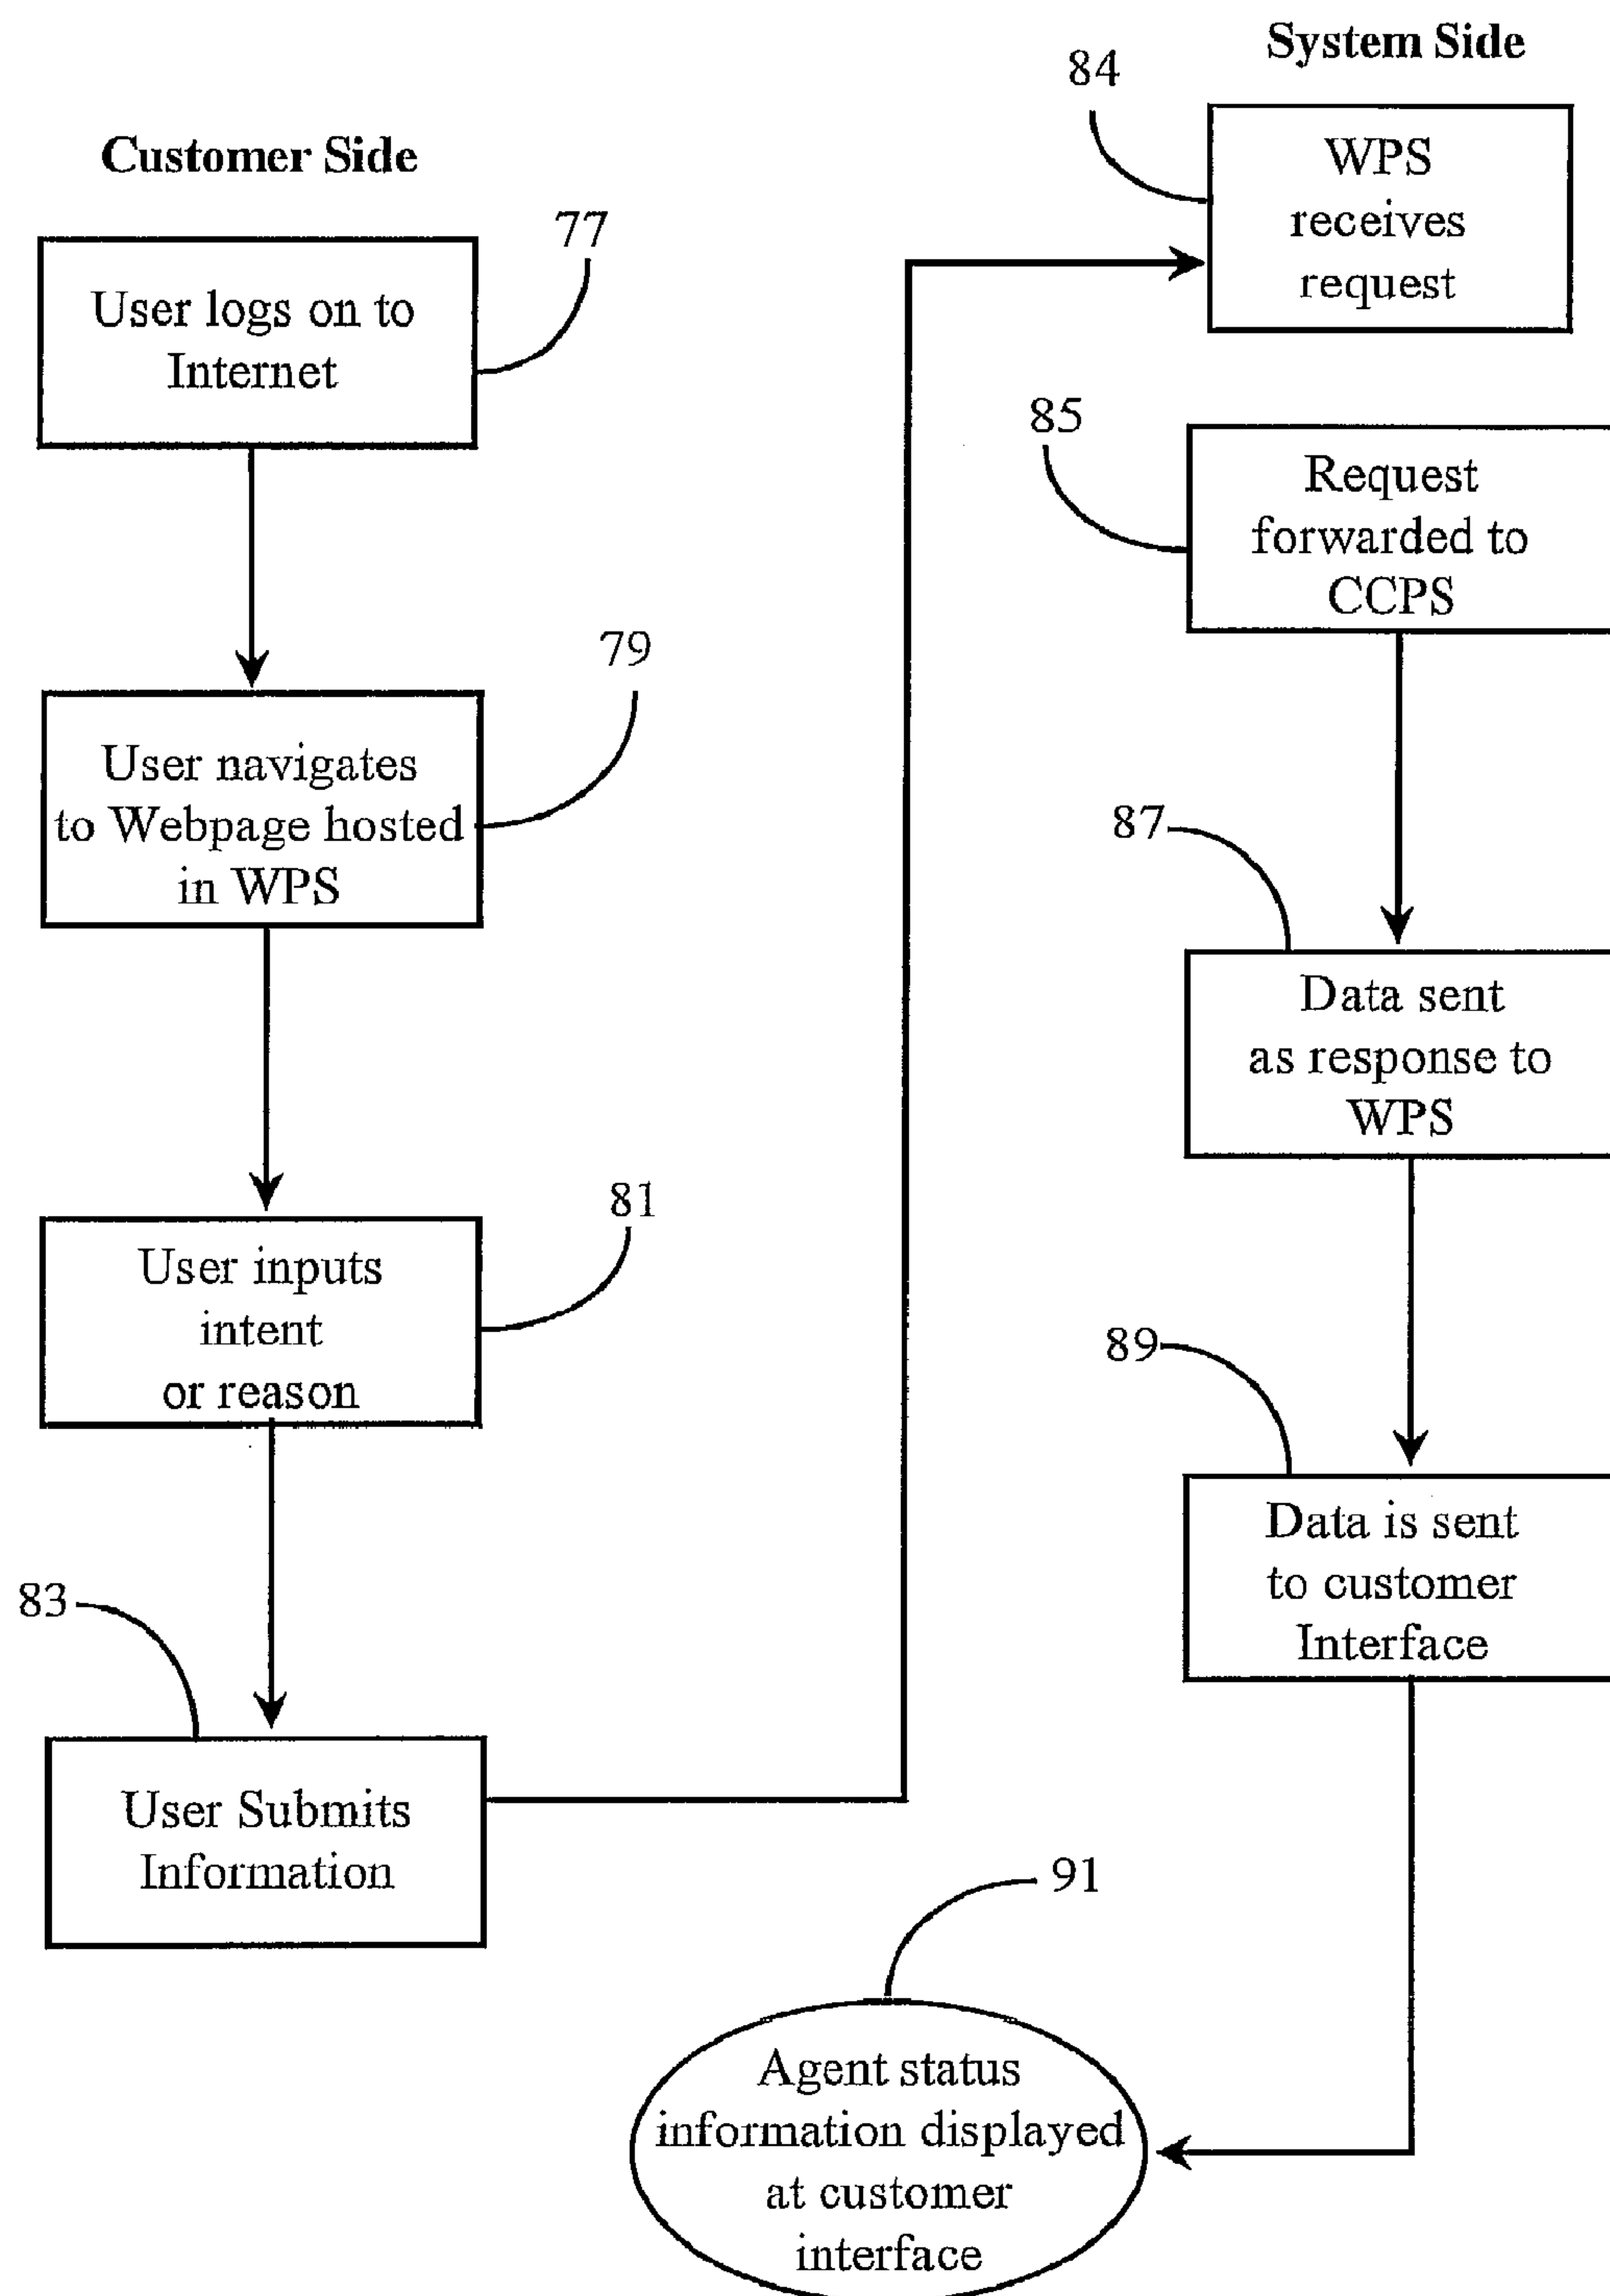 Customer Side
77
User logs on to
Internet
79
User navigates
to Webpage hosted
in WPS
81
User inputs
intent
or reason
83
User Submits
Information
System Side
84
WPS
receives
request
85
Request
forwarded to
CCPS
87
Data sent
as response to
WPS
89
Data is sent
to customer
Interface
91
Agent status
information displayed
at customer
interface